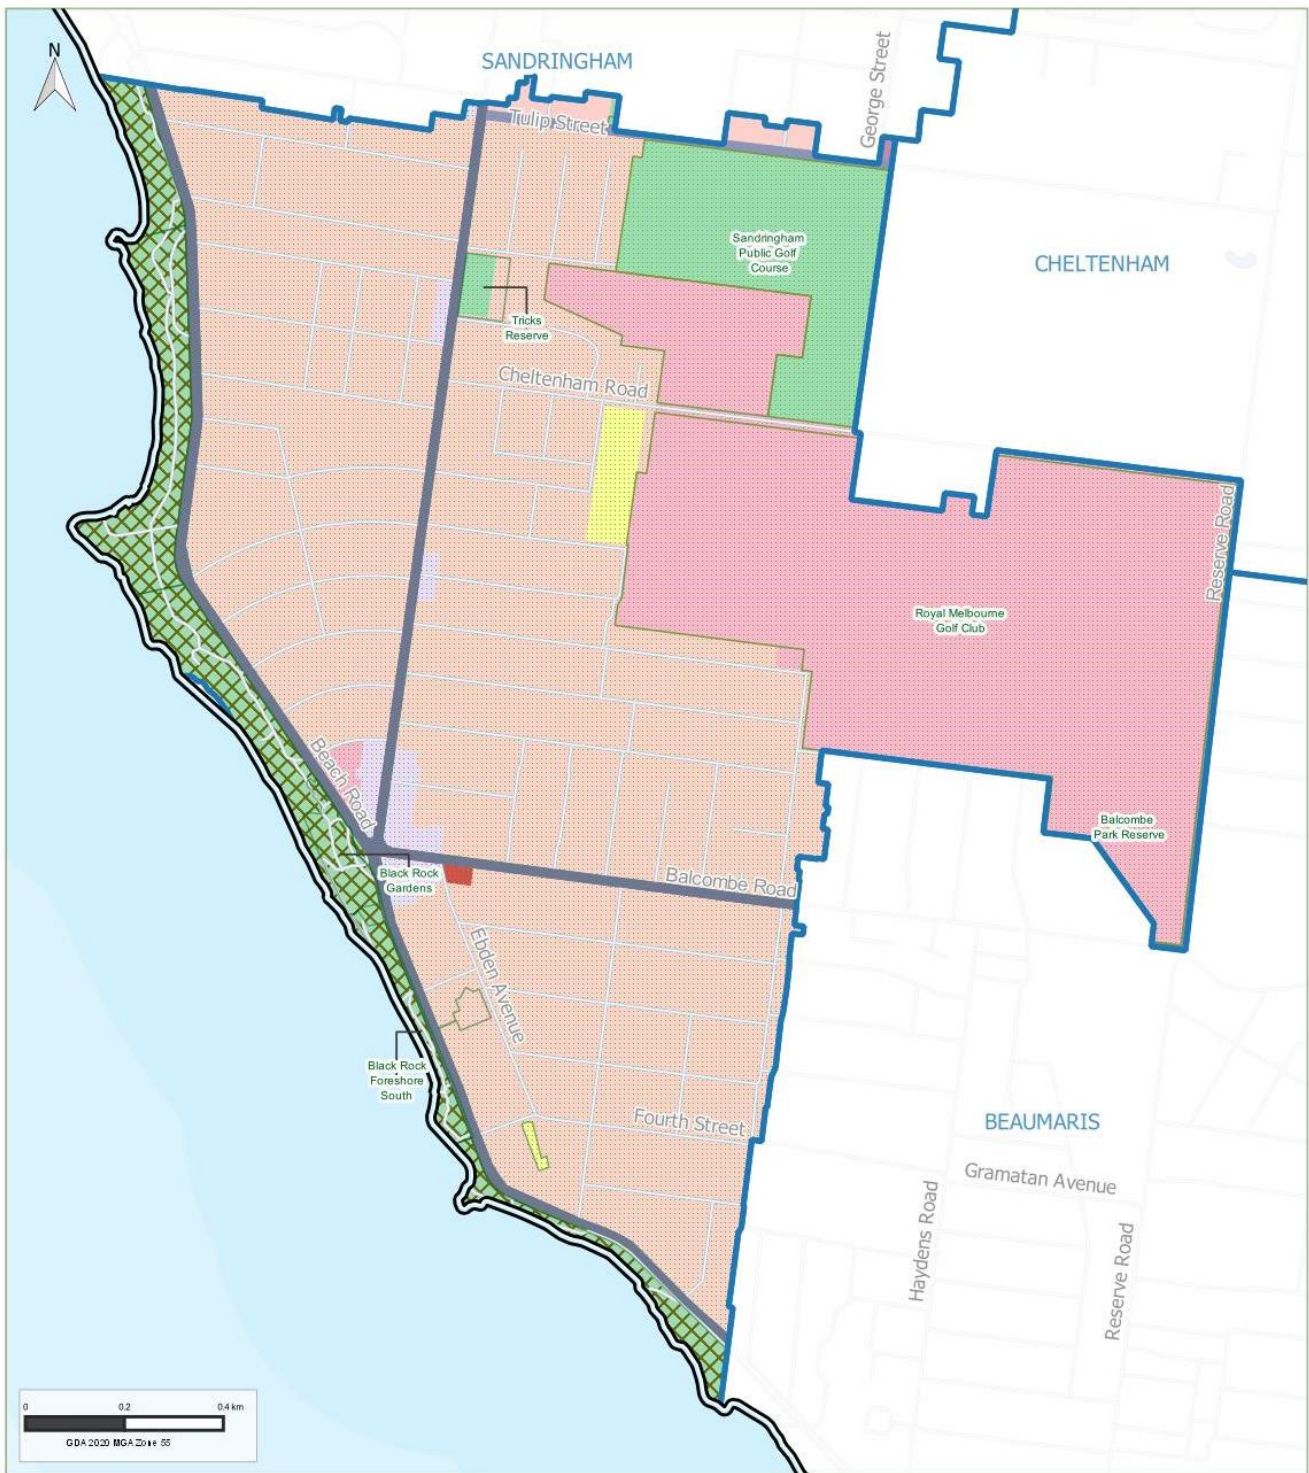 N
SANDRINGHAM
George Street
Tulip Street
Sandringham
Public Golf
Course
CHELTENHAM
Tricks
Reserve
Cheltenham Road
Reserve Road
Royal Melbourne
Golf Club
Beach Road
Balcombe
Park Reserve
Black Rock
Gardens
Balcombe Road
Ebden Avenue
Black Rock
Foreshore
South
Fourth Street
BEAUMARIS
Gramatan Avenue
Haydens Road
Reserve Road
0 0.2 0.4 km
GDA 2020 MGA Zone 55